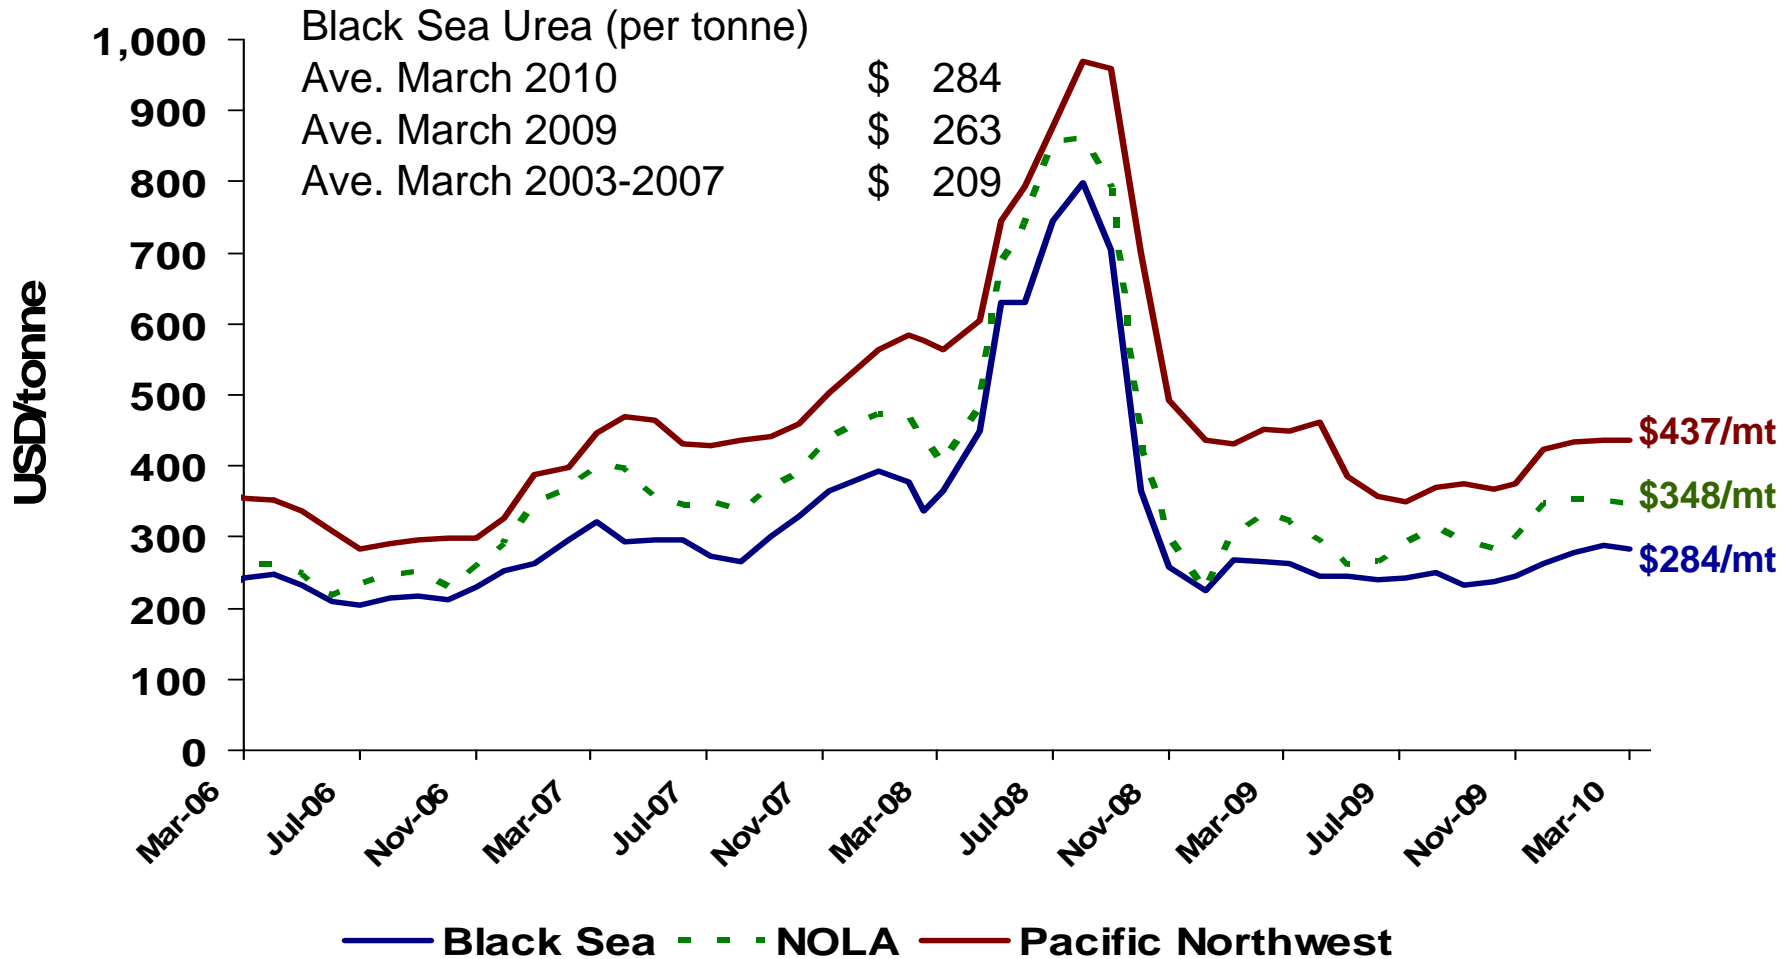 Black Sea Urea (per tonne)
Ave. March 2010 $ 284
Ave. March 2009 $ 263
Ave. March 2003-2007 $ 209
USD/tonne
1,000
900
800
700
600
500
400
300
200
100
0
$437/mt
$348/mt
$284/mt
Mar-06
Jul-06
Nov-06
Mar-07
Jul-07
Nov-07
Mar-08
Jul-08
Nov-08
Mar-09
Jul-09
Nov-09
Mar-10
Black Sea NOLA Pacific Northwest